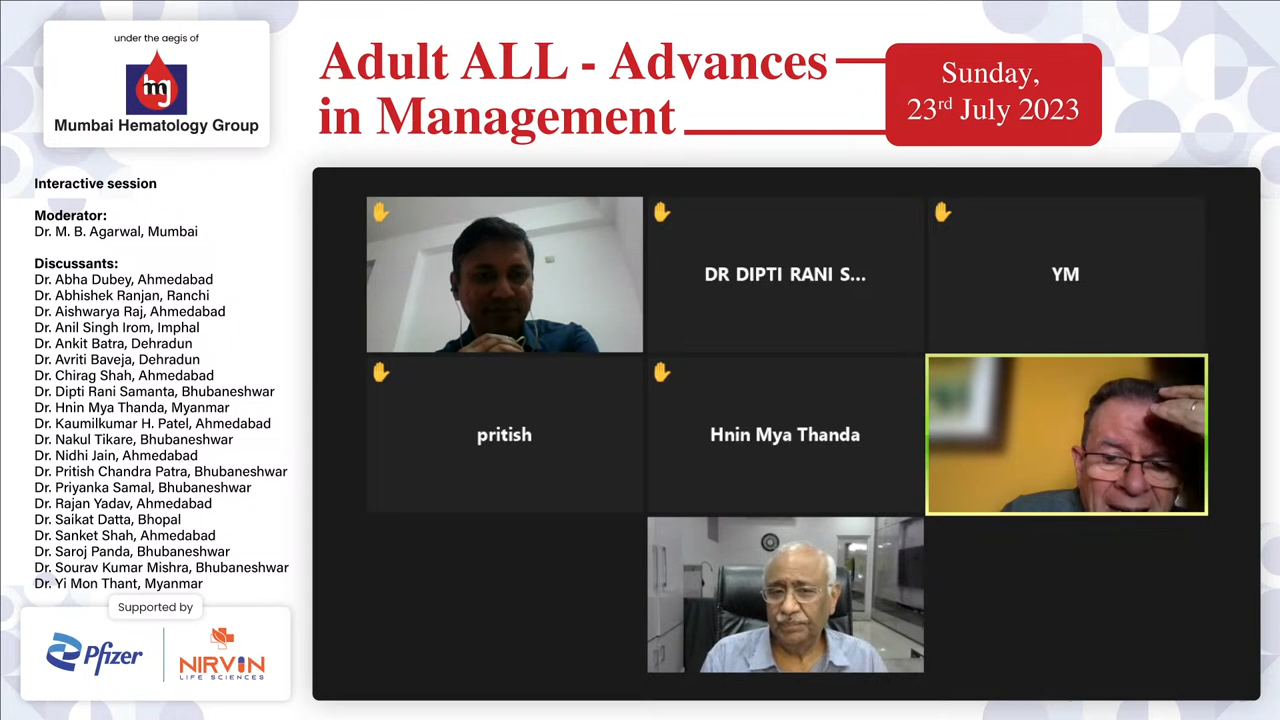 under the aegis of
mg
Mumbai Hematology Group
Adult ALL - Advances
in Management
Sunday,
23rd July 2023
Interactive session
Moderator:
Dr. M. B. Agarwal, Mumbai
Discussants:
Dr. Abha Dubey, Ahmedabad
Dr. Abhishek Ranjan, Ranchi
Dr. Aishwarya Raj, Ahmedabad
Dr. Anil Singh Irom, Imphal
Dr. Ankit Batra, Dehradun
Dr. Avriti Baveja, Dehradun
Dr. Chirag Shah, Ahmedabad
Dr. Dipti Rani Samanta, Bhubaneshwar
Dr. Hnin Mya Thanda, Myanmar
Dr. Kaumilkumar H. Patel, Ahmedabad
Dr. Nakul Tikare, Bhubaneshwar
Dr. Nidhi Jain, Ahmedabad
Dr. Pritish Chandra Patra, Bhubaneshwar
Dr. Priyanka Samal, Bhubaneshwar
Dr. Rajan Yadav, Ahmedabad
Dr. Saikat Datta, Bhopal
Dr. Sanket Shah, Ahmedabad
Dr. Saroj Panda, Bhubaneshwar
Dr. Sourav Kumar Mishra, Bhubaneshwar
Dr. Yi Mon Thant, Myanmar
Supported by
Pfizer
NIRVIN
LIFE SCIENCES
DR DIPTI RANI S...
YM
pritish
Hnin Mya Thanda